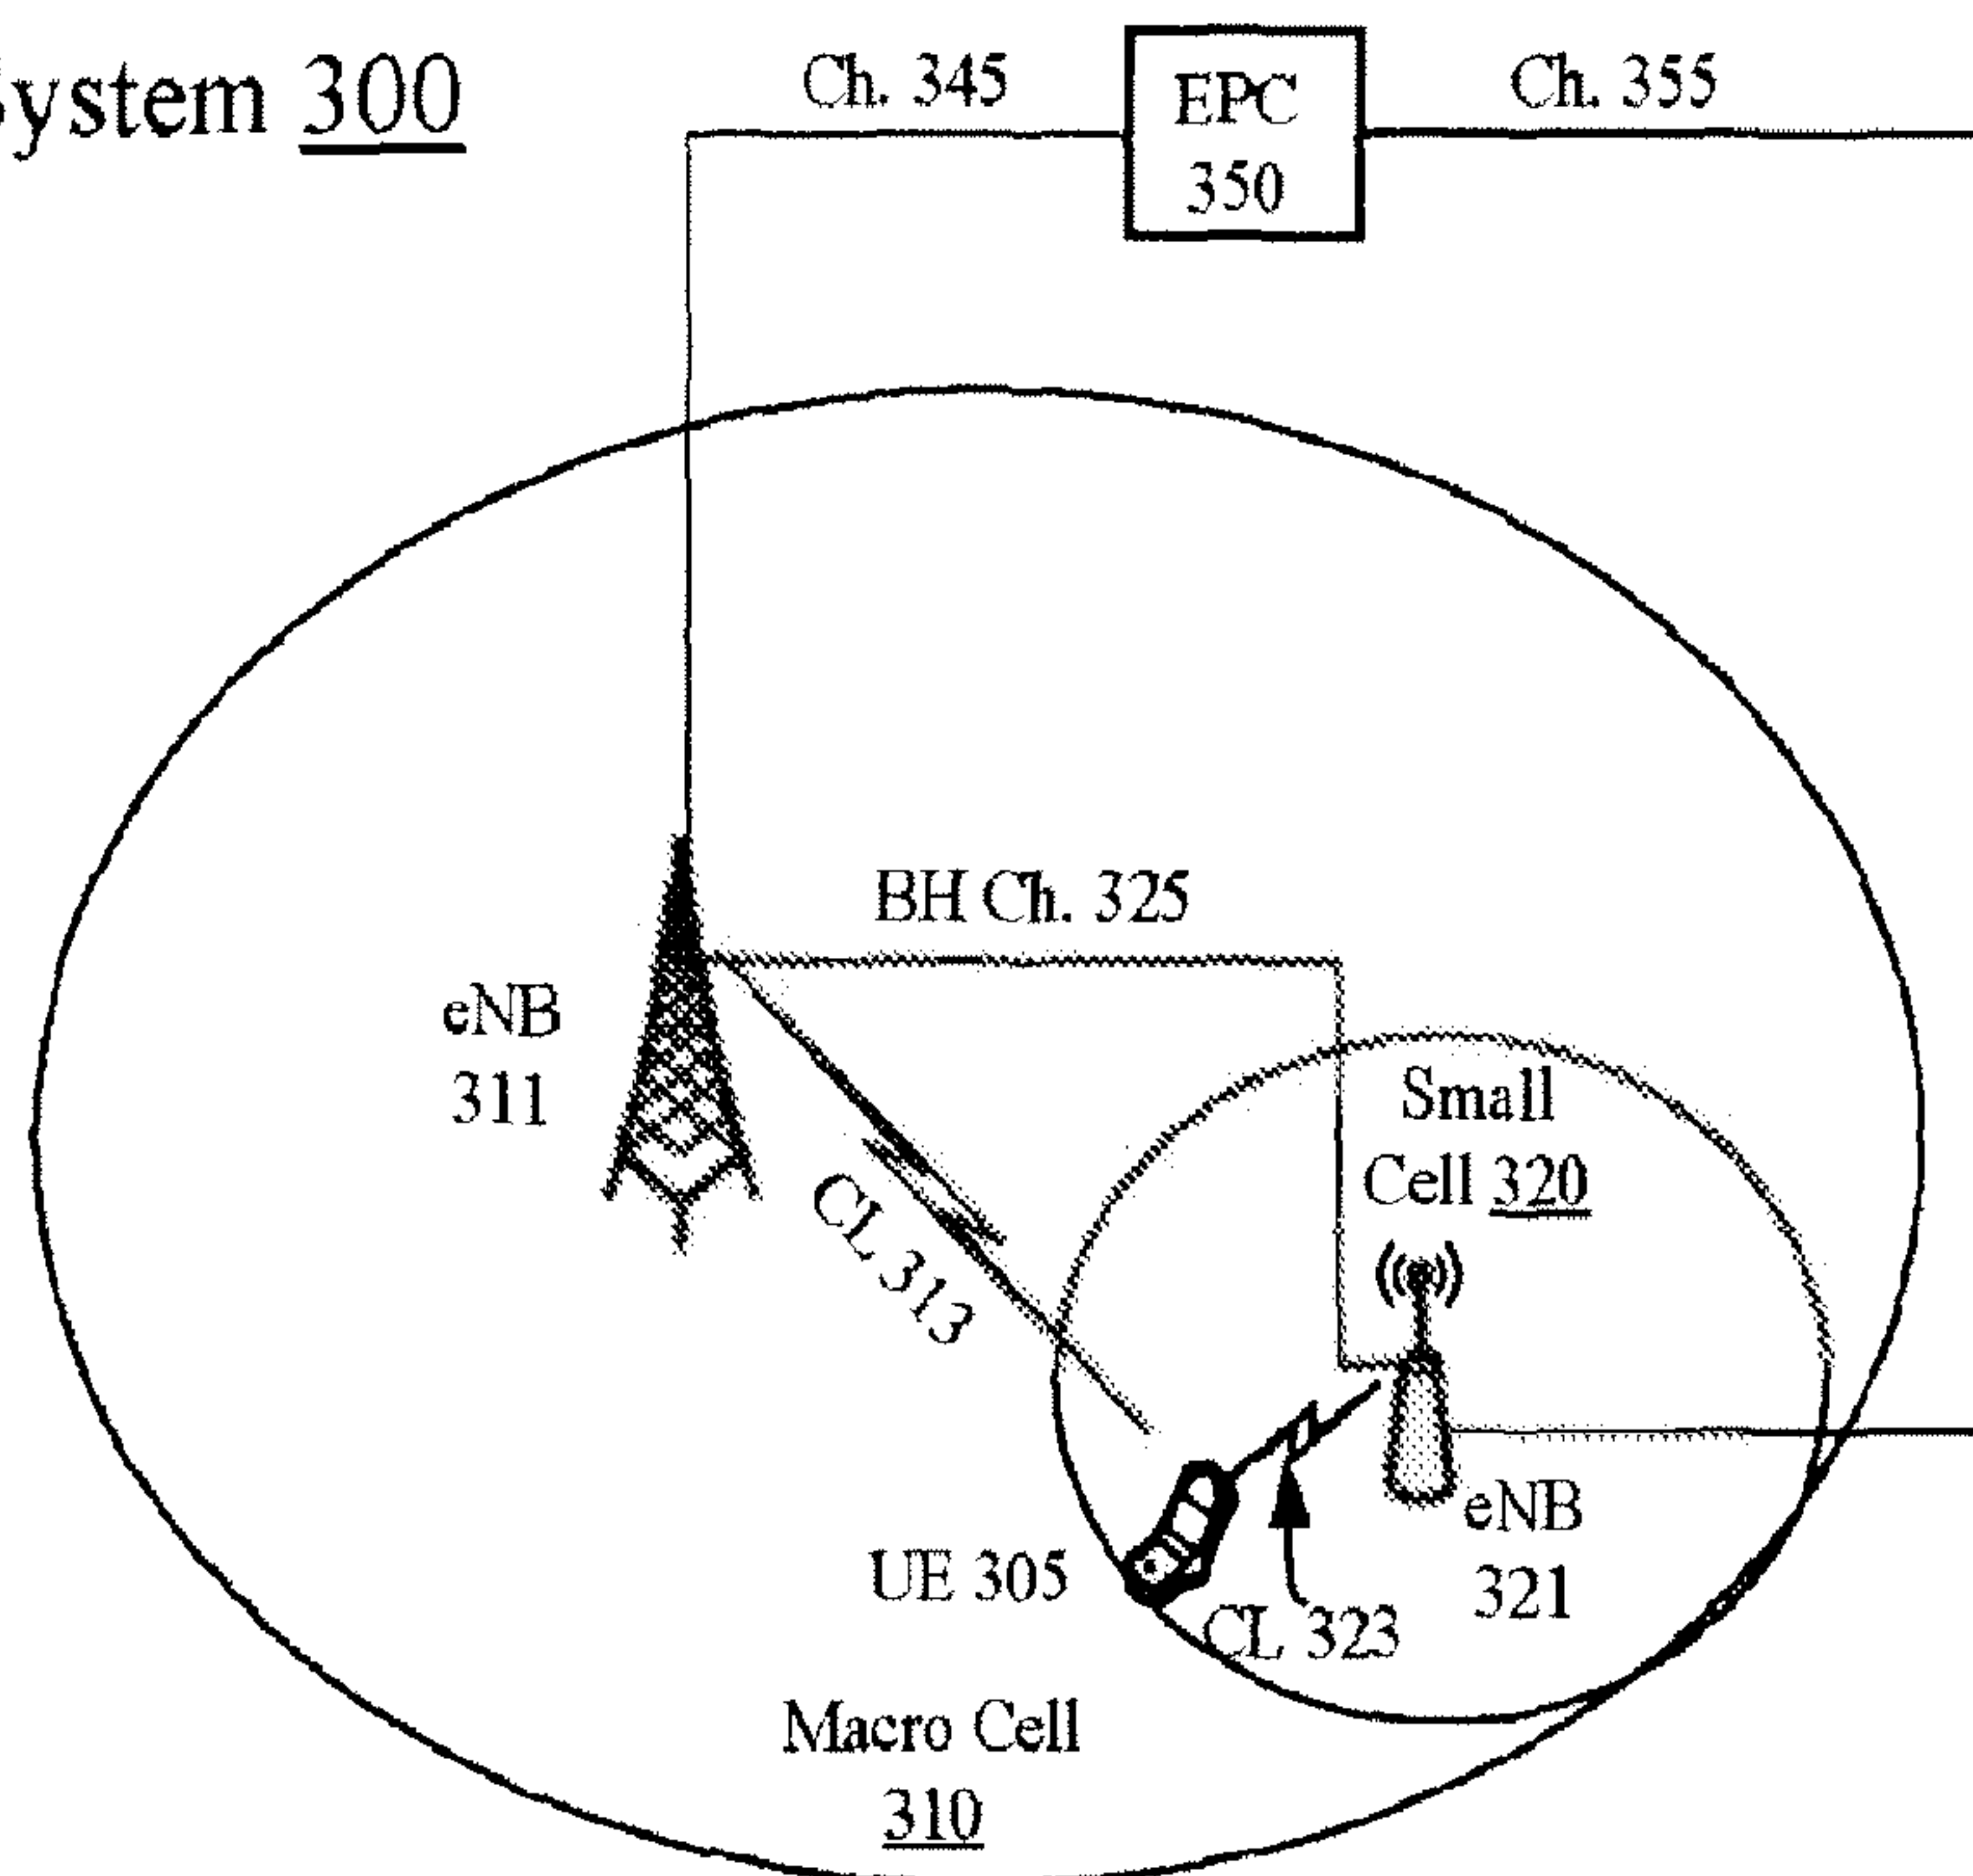 ystem 300
Ch. 345
EPC
350
Ch. 355
BH Ch. 325
eNB
311
CL 313
Small
Cell 320
eNB
321
UE 305
CL 323
Macro Cell
310